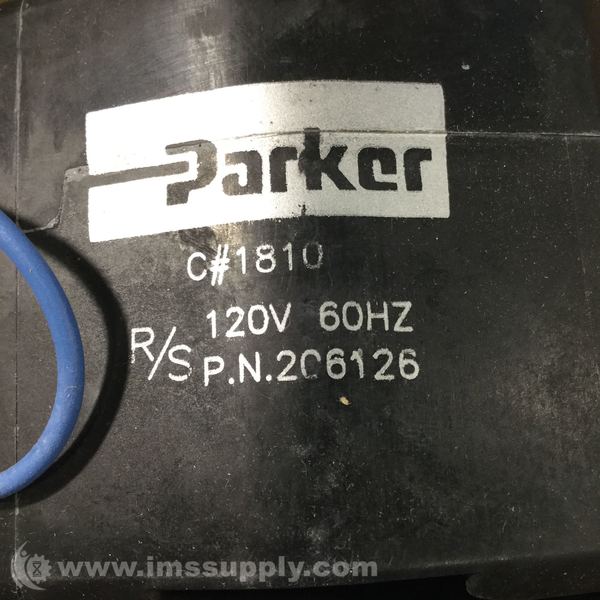 Parker
C#1810
120V 60HZ
R/S P.N.206126
www.imssupply.com